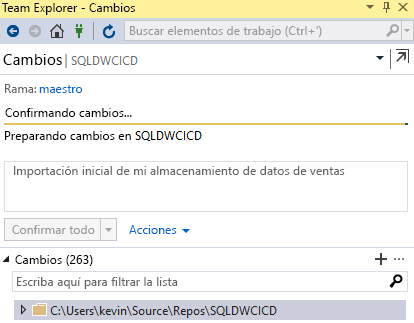 Team Explorer - Cambios
Buscar elementos de trabajo (Ctrl+')
Cambios | SQLDWCICD
Rama: maestro
Confirmando cambios...
Preparando cambios en SQLDWCICD
Importación inicial de mi almacenamiento de datos de ventas
Confirmar todo Acciones
Cambios (263)
Escriba aquí para filtrar la lista
C:\Users\kevin\Source\Repos\SQLDWCICD